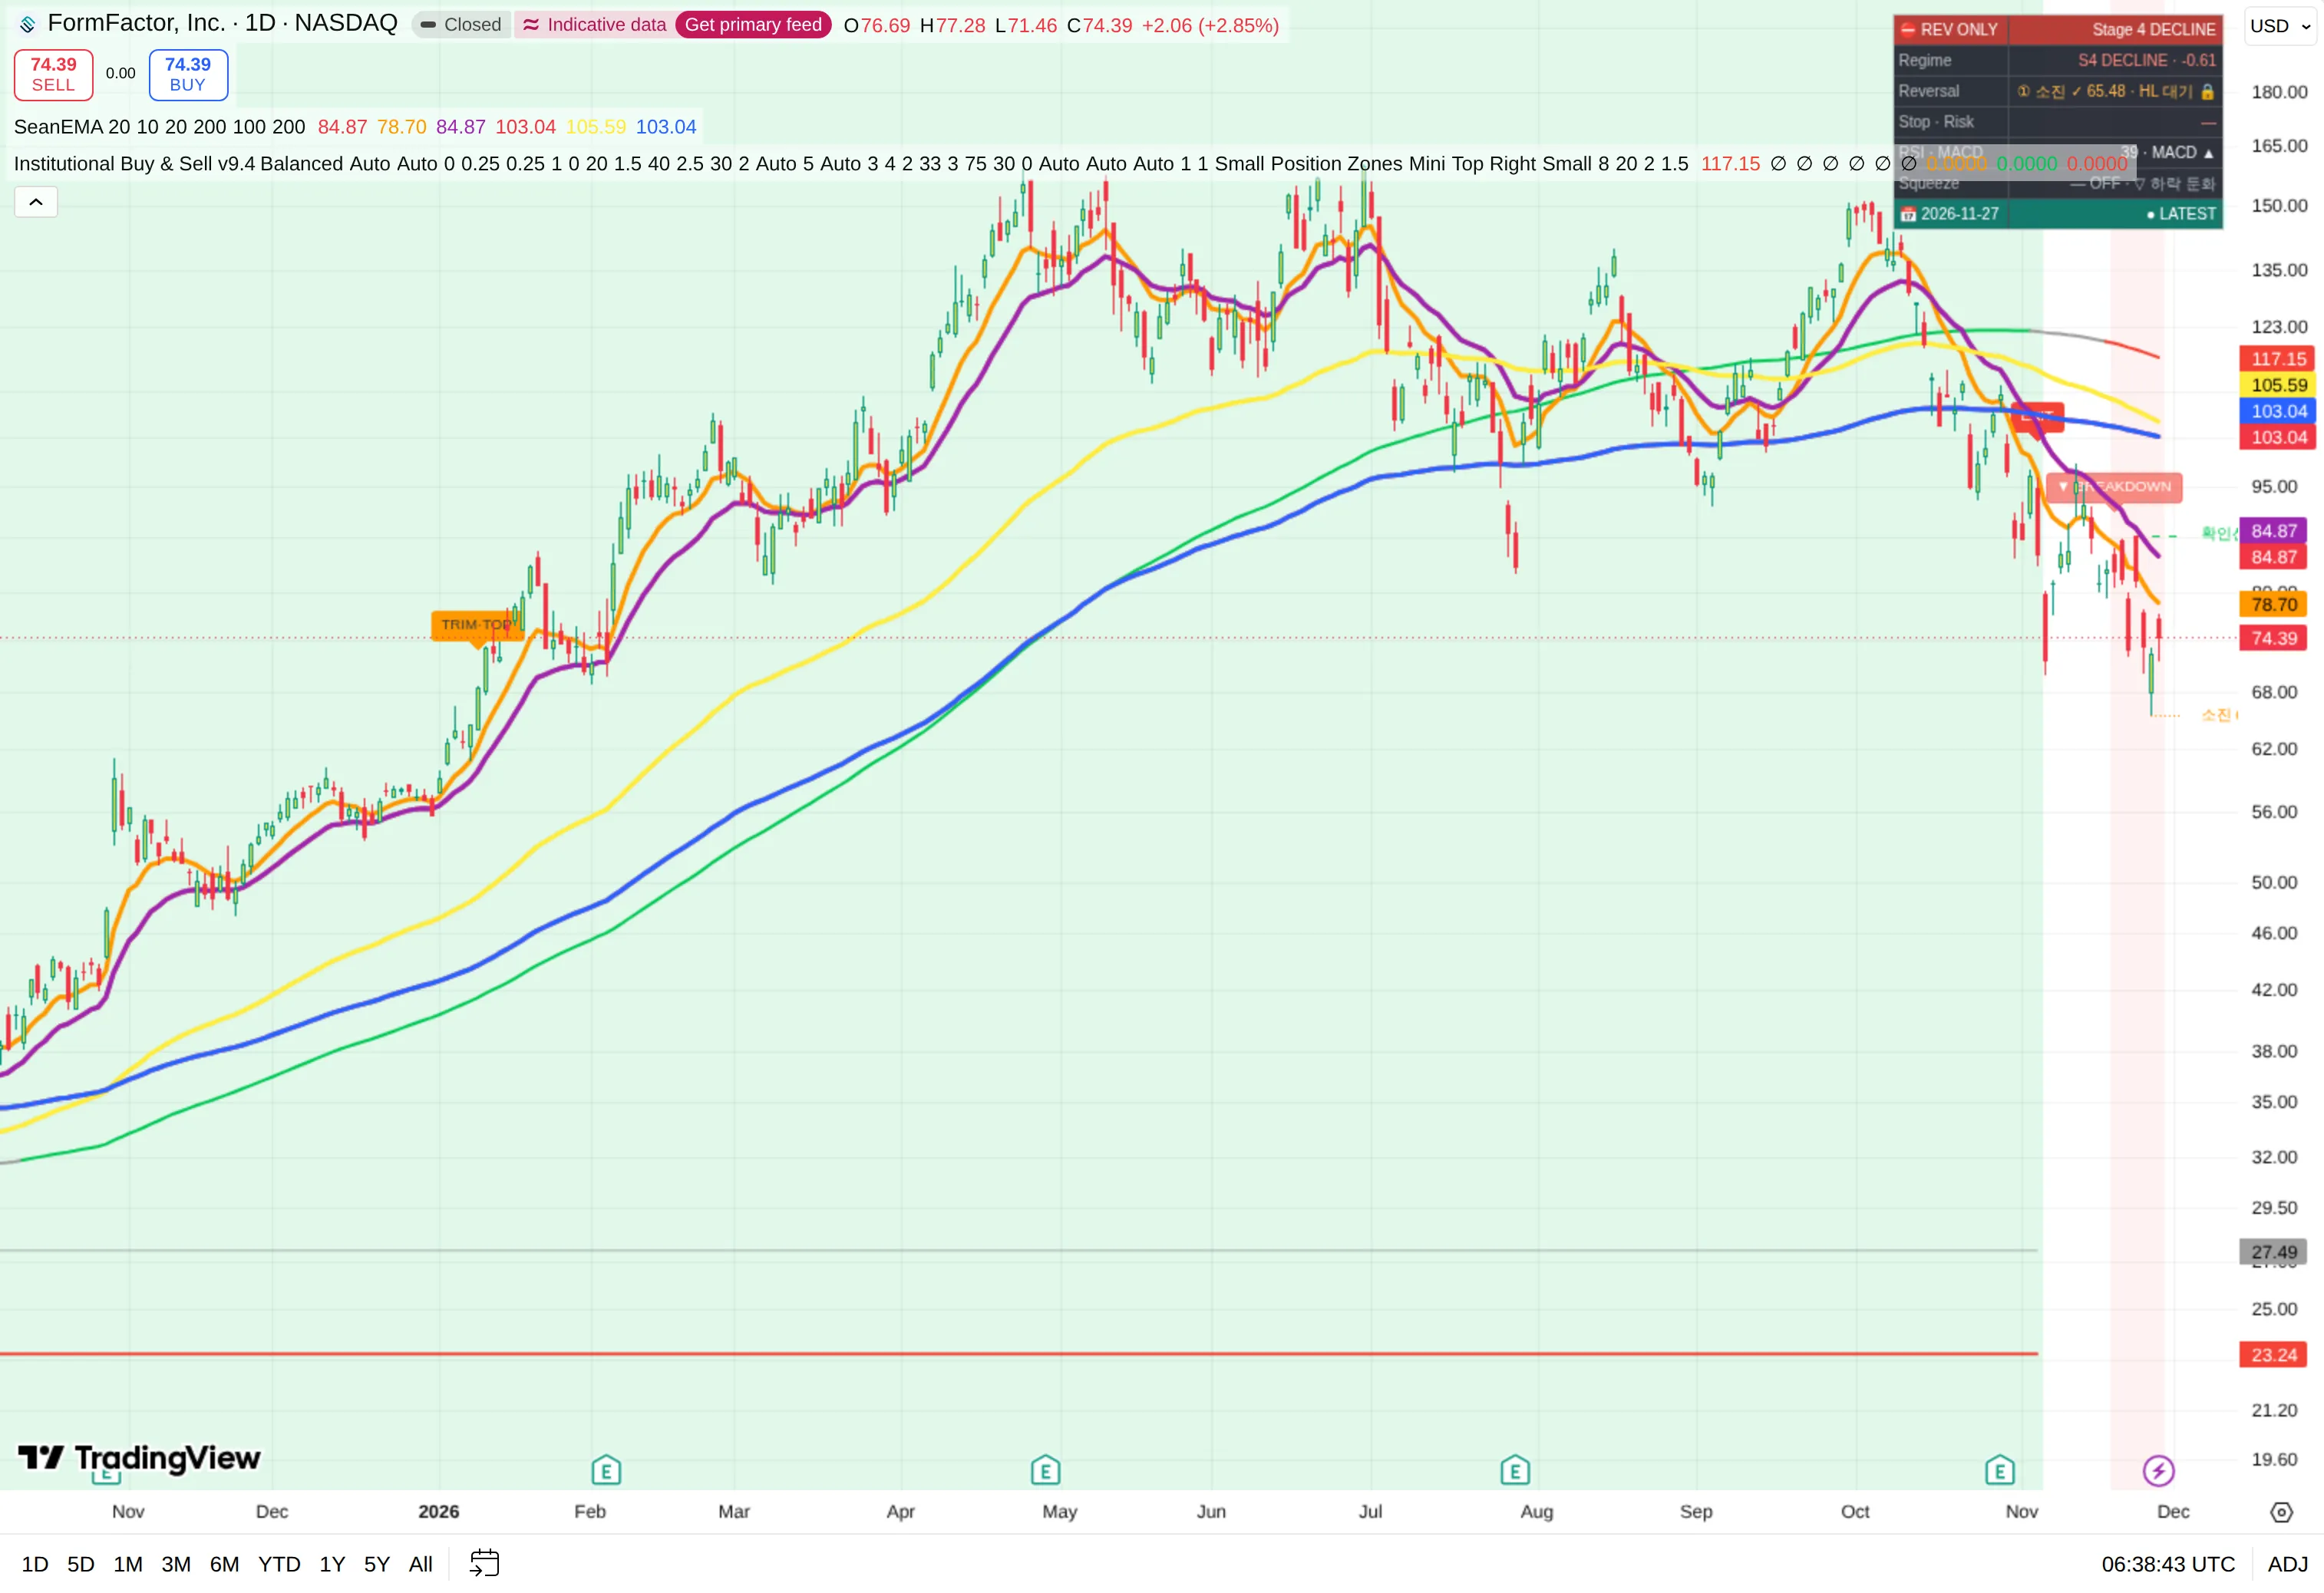 FormFactor, Inc. · 1D · NASDAQ Closed Indicative data Get primary feed O76.69 H77.28 L71.46 C74.39 +2.06 (+2.85%)
74.39 SELL 0.00 74.39 BUY
SeanEMA 20 10 20 200 100 200 84.87 78.70 84.87 103.04 105.59 103.04
Institutional Buy & Sell v9.4 Balanced Auto Auto 0 0.25 0.25 1 0 20 1.5 40 2.5 30 2 Auto 5 Auto 3 4 2 33 3 75 30 0 Auto Auto Auto 1 1 Small Position Zones Mini Top Right Small 8 20 2 1.5 117.15 ∅ ∅ ∅ ∅ ∅ ∅ 0.0000 0.0000 0.0000
⛔ REV ONLY Stage 4 DECLINE
Regime S4 DECLINE · -0.61
Reversal ① 소진 ✓ 65.48 · HL 대기 🔒
Stop · Risk —
RSI · MACD 39 · MACD ▲
Squeeze — OFF · ▽ 하락 둔화
📅 2026-11-27 ● LATEST
USD
180.00
165.00
150.00
135.00
123.00
117.15
105.59
103.04
103.04
95.00
84.87
84.87
78.70
74.39
68.00
62.00
56.00
50.00
46.00
42.00
38.00
35.00
32.00
29.50
27.49
25.00
23.24
21.20
19.60
TRIM·TOP
▼ BREAKDOWN
소진
TradingView
E
E
E
E
E
Nov Dec 2026 Feb Mar Apr May Jun Jul Aug Sep Oct Nov Dec
1D 5D 1M 3M 6M YTD 1Y 5Y All 06:38:43 UTC ADJ